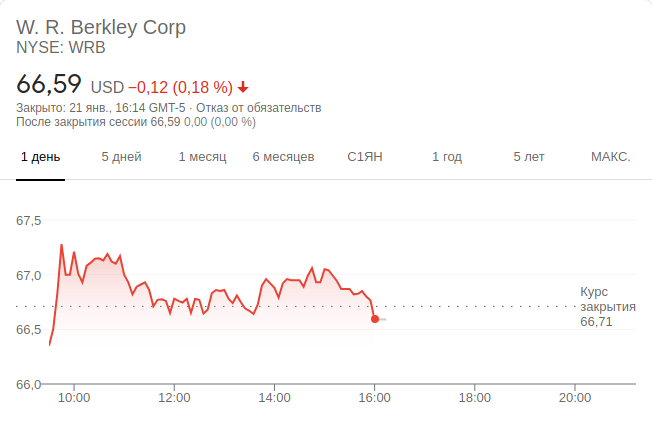 W. R. Berkley Corp
NYSE: WRB
66,59 USD −0,12 (0,18 %)
Закрыто: 21 янв., 16:14 GMT-5 · Отказ от обязательств
После закрытия сессии 66,59 0,00 (0,00 %)
1 день 5 дней 1 месяц 6 месяцев С1ЯН 1 год 5 лет МАКС.
67,5
67,0
Курс
закрытия
66,71
66,5
66,0
10:00 12:00 14:00 16:00 18:00 20:00